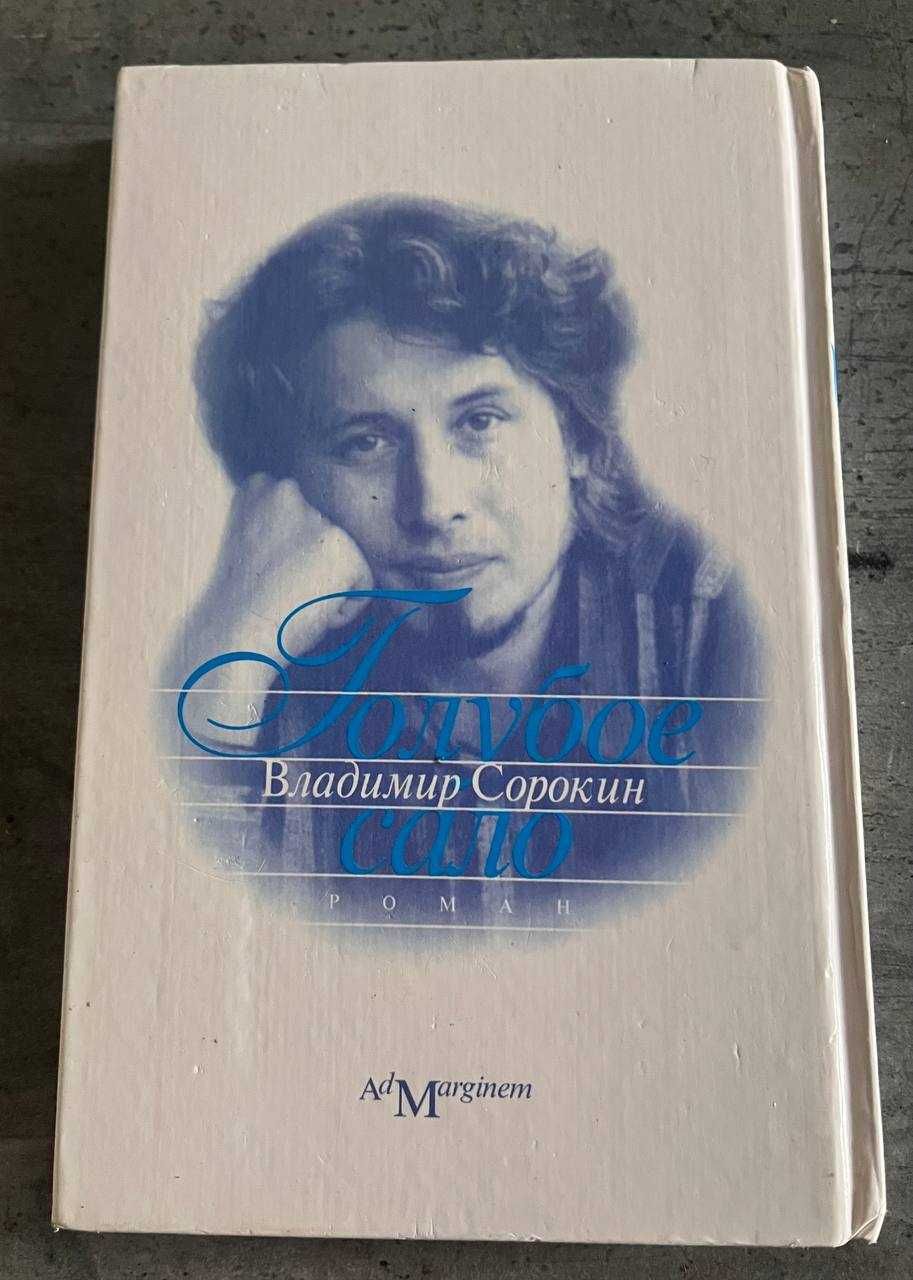 Голубое
Владимир Сорокин
сало
РОМАН
Ad Marginem